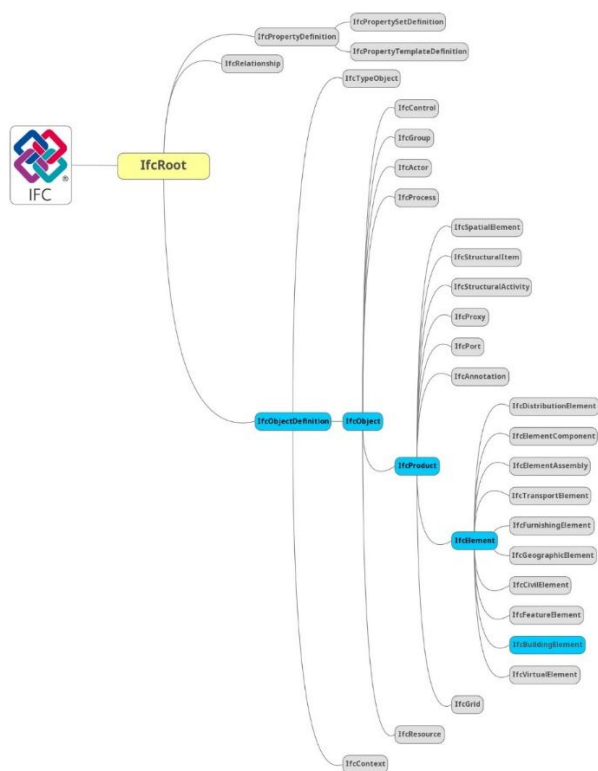 IfcPropertySetDefinition
IfcPropertyDefinition
IfcPropertyTemplateDefinition
IfcRelationship
IfcTypeObject
IfcControl
IfcGroup
IfcActor
IfcProcess
IFC
®
IfcRoot
IfcSpatialElement
IfcStructuralItem
IfcStructuralActivity
IfcProxy
IfcPort
IfcAnnotation
IfcObjectDefinition
IfcObject
IfcProduct
IfcDistributionElement
IfcElementComponent
IfcElementAssembly
IfcTransportElement
IfcElement
IfcFurnishingElement
IfcGeographicElement
IfcCivilElement
IfcFeatureElement
IfcBuildingElement
IfcVirtualElement
IfcGrid
IfcResource
IfcContext